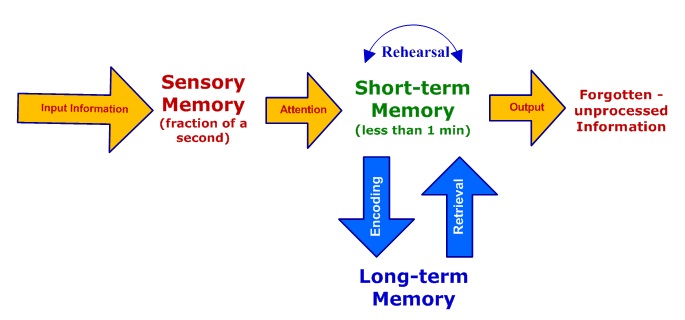 Rehearsal
Input Information
Sensory
Memory
(fraction of a
second)
Attention
Short-term
Memory
(less than 1 min)
Output
Forgotten -
unprocessed
Information
Encoding
Retrieval
Long-term
Memory